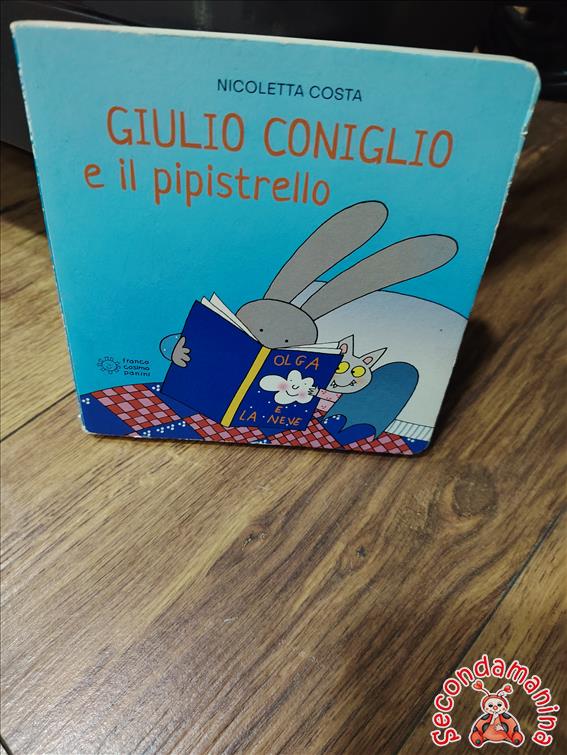 NICOLETTA COSTA
GIULIO CONIGLIO
e il pipistrello
OLGA
E
LA NEVE
franco
cosimo
panini
Secondamanina